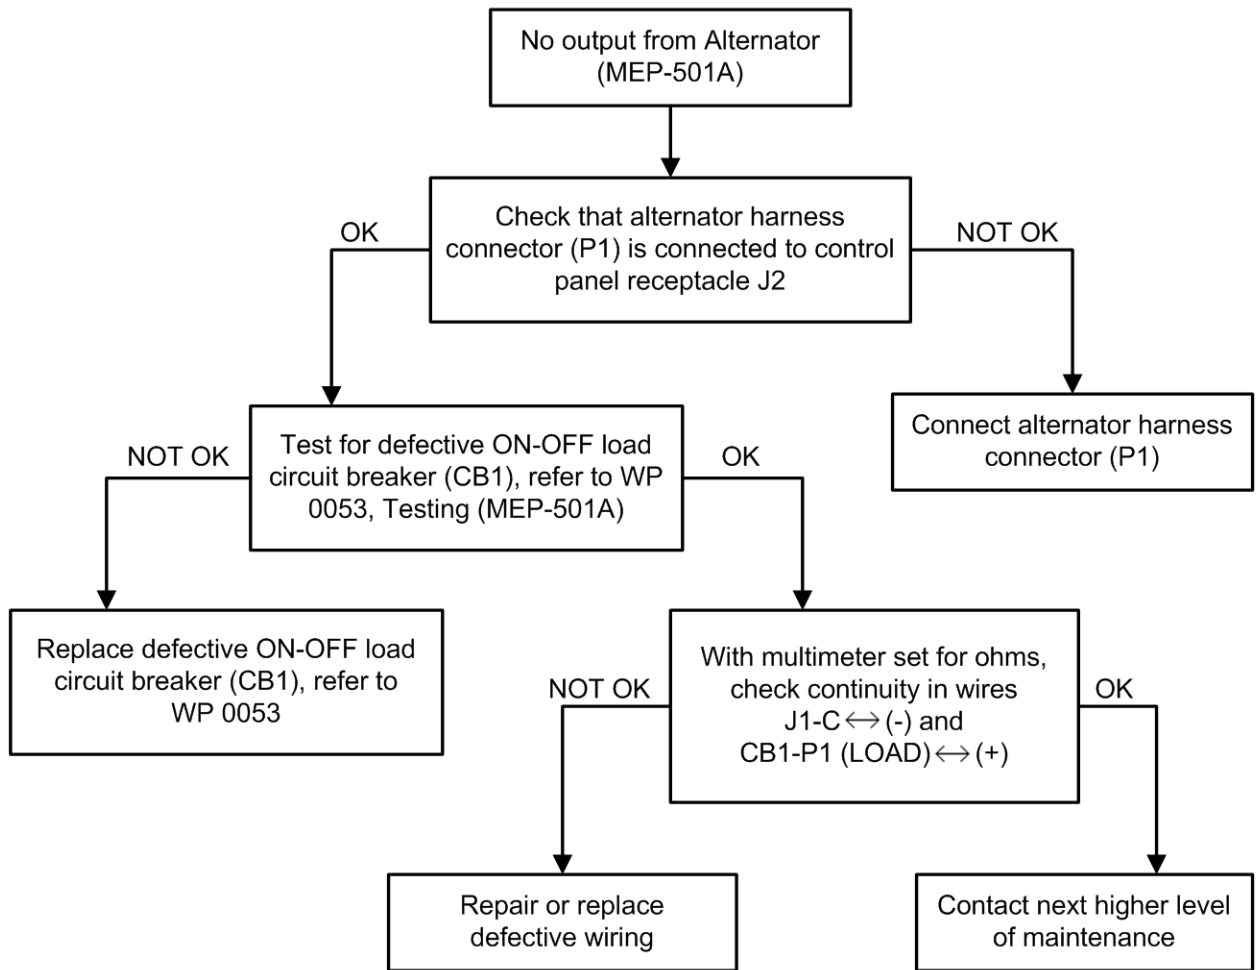 No output from Alternator
(MEP-501A)
Check that alternator harness
connector (P1) is connected to control
panel receptacle J2
OK
NOT OK
Connect alternator harness
connector (P1)
Test for defective ON-OFF load
circuit breaker (CB1), refer to WP
0053, Testing (MEP-501A)
NOT OK
OK
Replace defective ON-OFF load
circuit breaker (CB1), refer to
WP 0053
With multimeter set for ohms,
check continuity in wires
J1-C↔(-) and
CB1-P1 (LOAD)↔(+)
NOT OK
OK
Repair or replace
defective wiring
Contact next higher level
of maintenance